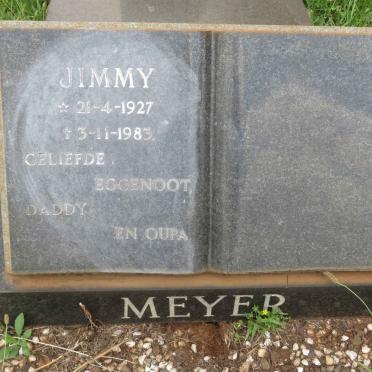 JIMMY
☆ 21-4-1927
✝ 3-11-1983.
GELIEFDE
EGGENOOT,
DADDY
EN OUPA
MEYER